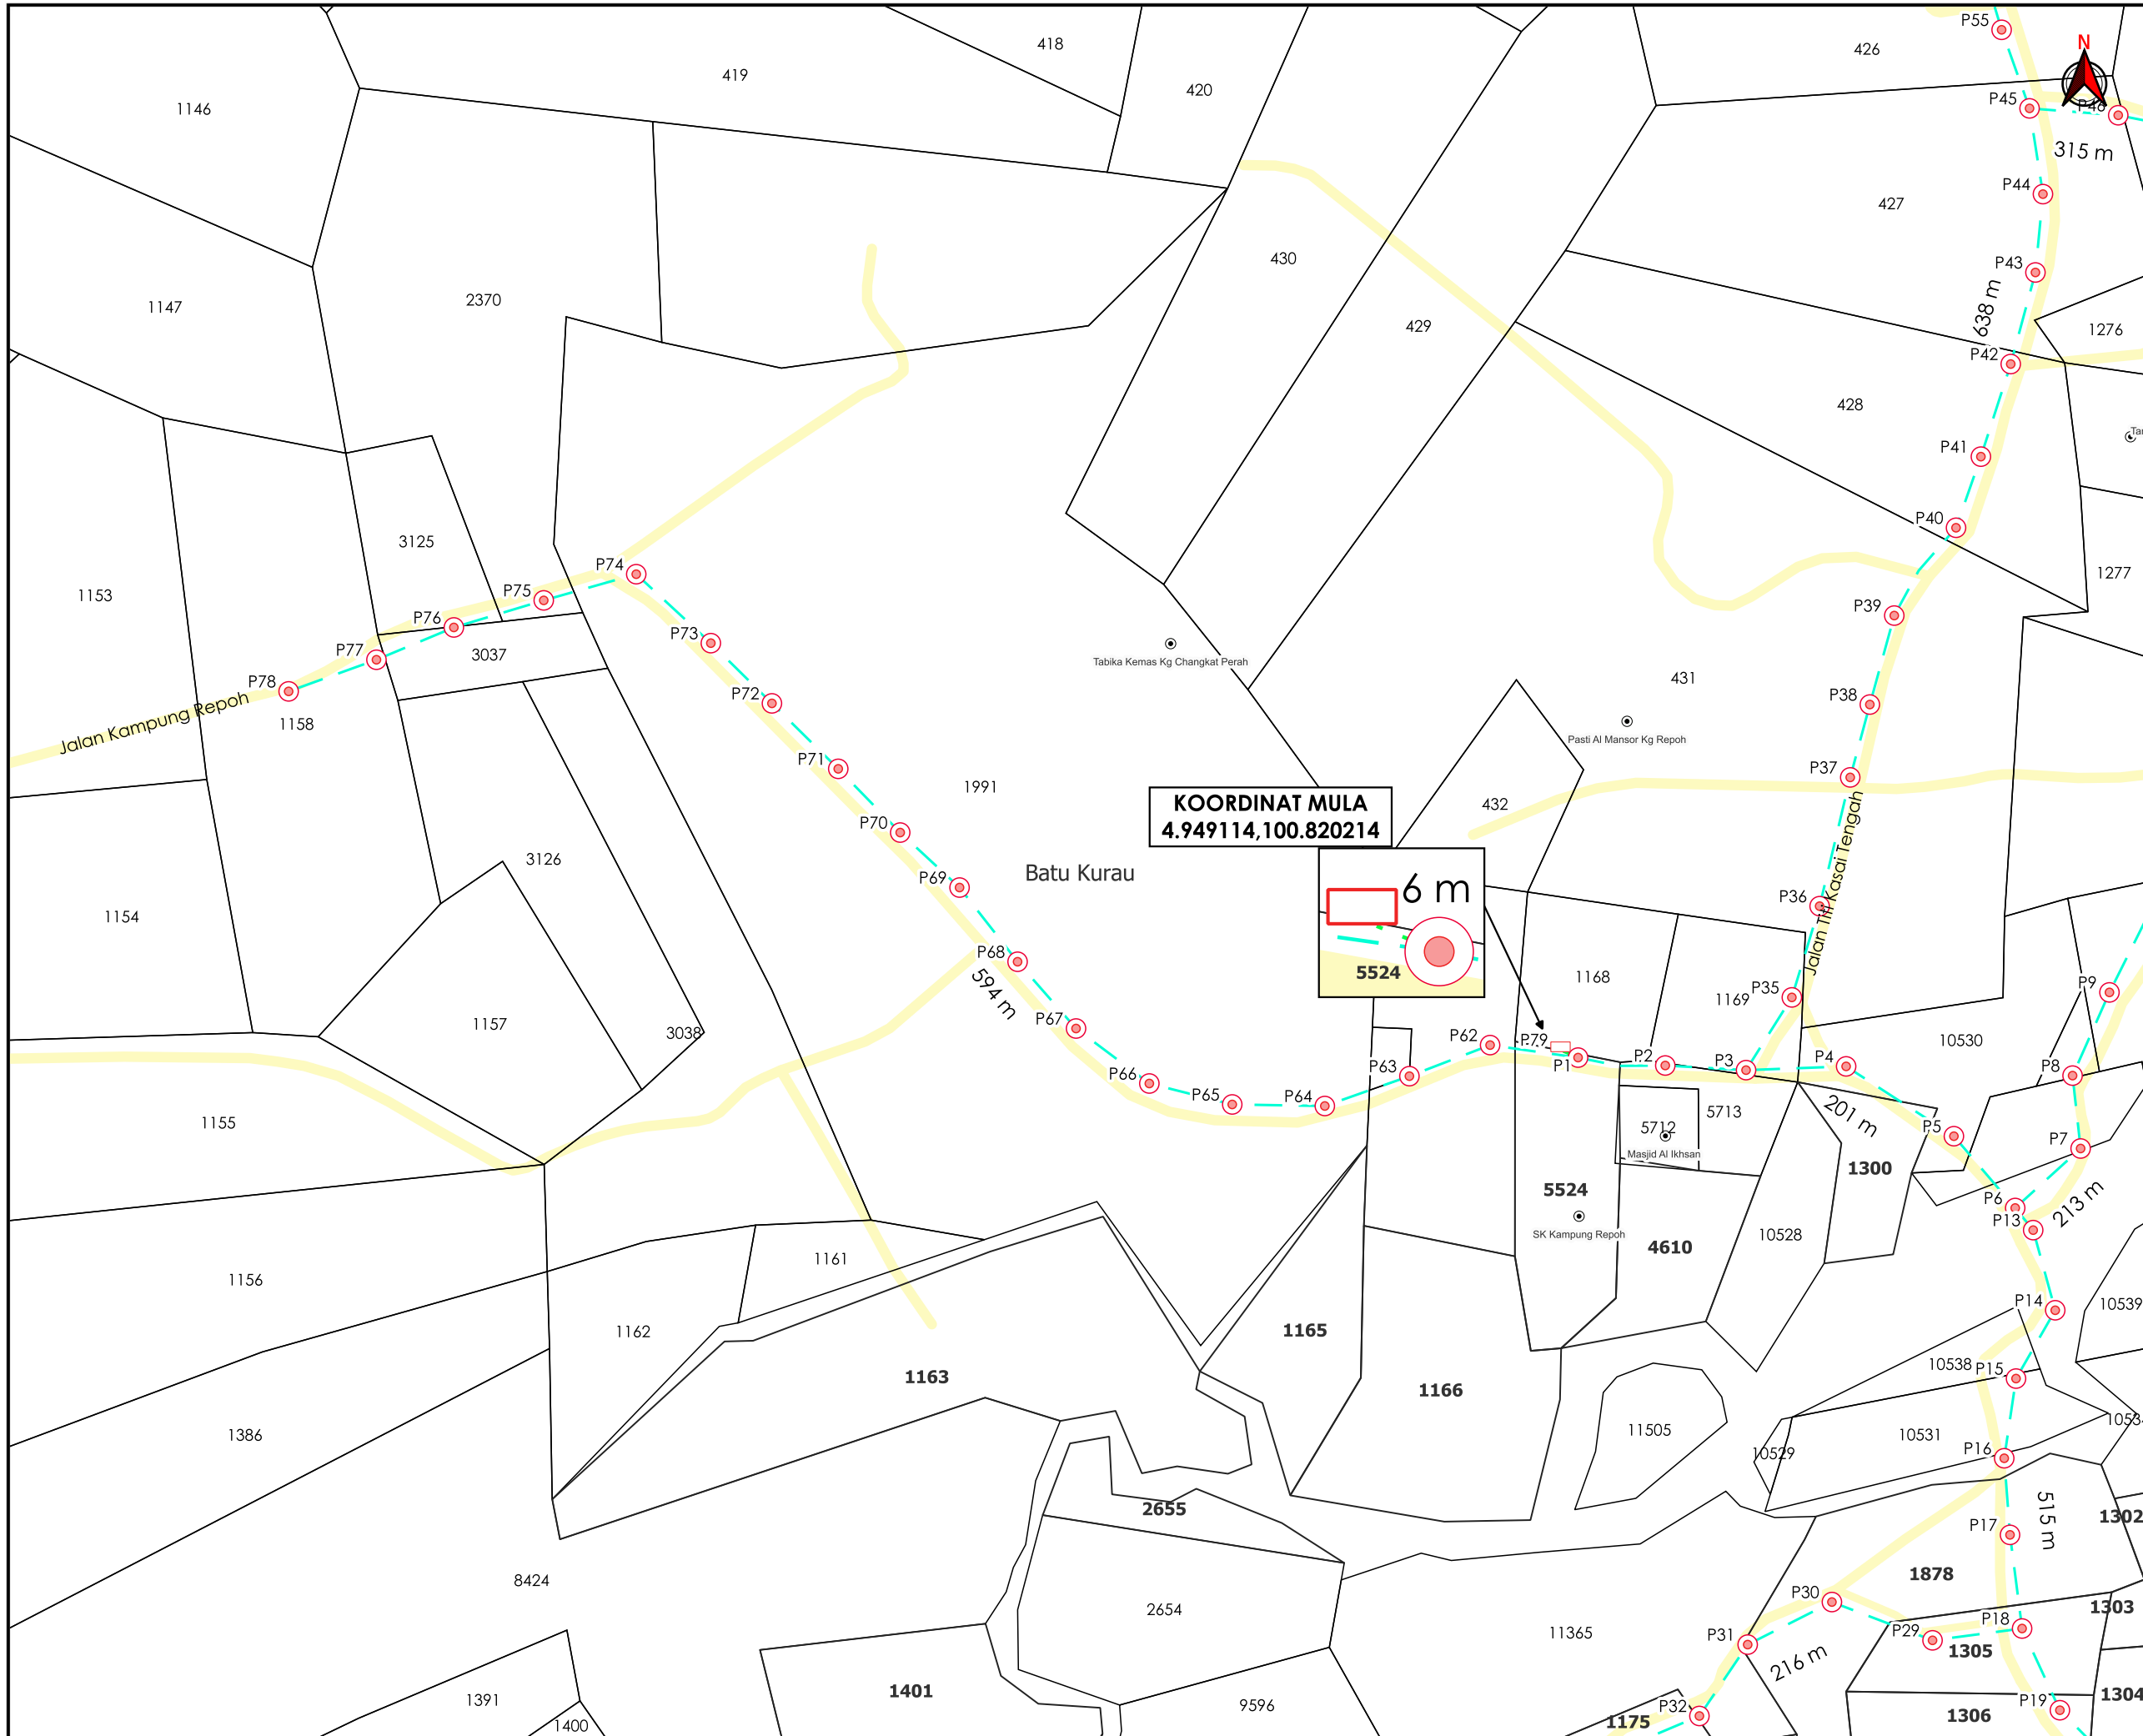 P55
N
426
418
419
420
1146
P45
P46
315 m
P44
427
430
P43
638 m
1147
2370
429
1276
P42
428
P41
Tar
P40
3125
P74
1277
P75
1153
P76
P39
P73
3037
P77
Tabika Kemas Kg Changkat Perah
431
P78
P72
P38
Jalan Kampung Repoh
1158
Pasti Al Mansor Kg Repoh
P71
P37
1991
KOORDINAT MULA
4.949114,100.820214
432
P70
Jalan Titi Kasai Tengah
3126
Batu Kurau
P69
6 m
P36
1154
P68
5524
1168
594 m
1169
P35
P9
1157
3038
P67
P62
P79
P1
P2
P3
P4
10530
P63
P8
P66
P65
P64
201 m
5713
1155
5712
P5
P7
Masjid Al Ikhsan
1300
5524
P6
213 m
P13
SK Kampung Repoh
10528
4610
1161
1156
P14
10539
1165
1162
10538
P15
1163
1166
1386
11505
10531
10529
P16
2655
515 m
1302
P17
8424
1878
P30
2654
1303
P18
11365
P31
P29
1305
216 m
1401
1391
1304
9596
P32
P19
1175
1306
1400